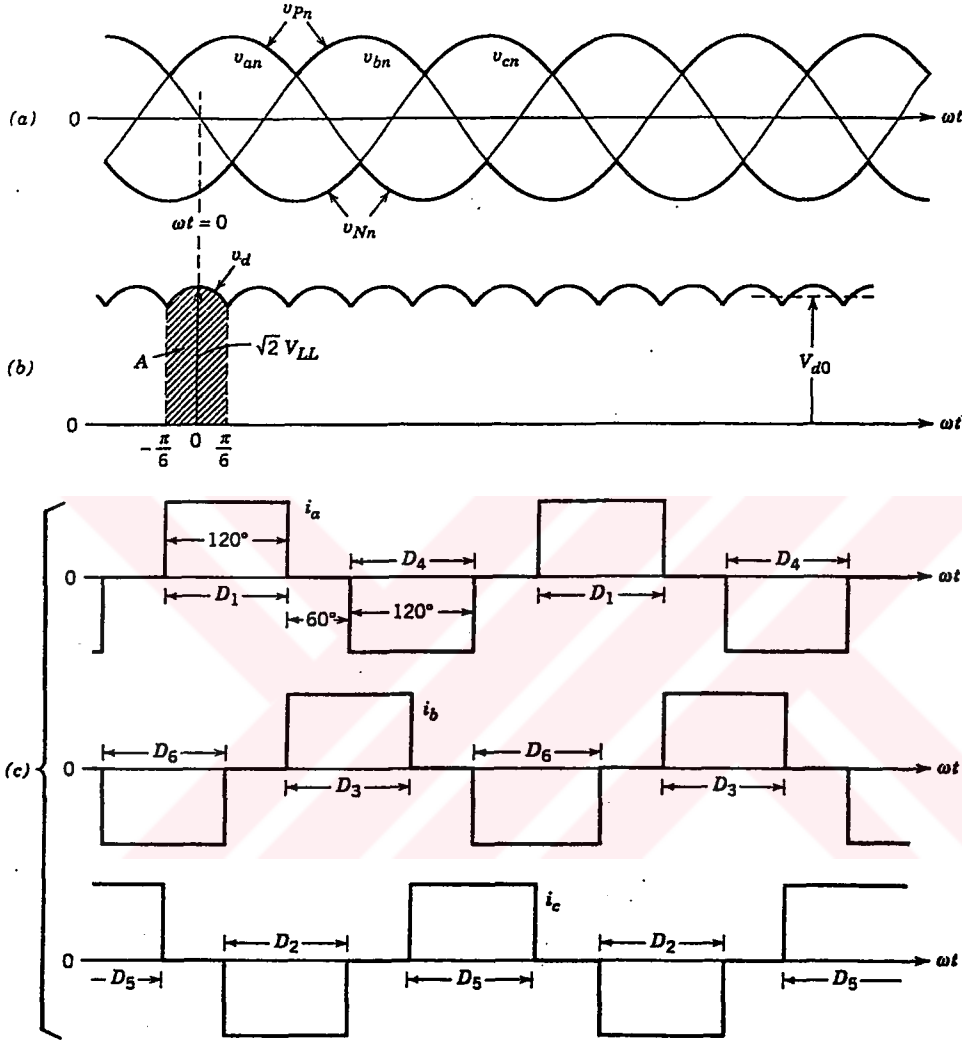 v_Pn
v_an v_bn v_cn
(a) 0 ωt
ωt = 0
v_Nn
v_d
A √2 V_LL
(b)
V_d0
0 ωt
-π/6 0 π/6
i_a
120° D_4 D_4
0 ωt
D_1 60° 120° D_1
i_b
D_6 D_6
(c) 0 ωt
D_3 D_3
i_c
D_2 D_2
0 ωt
D_5 D_5 D_5